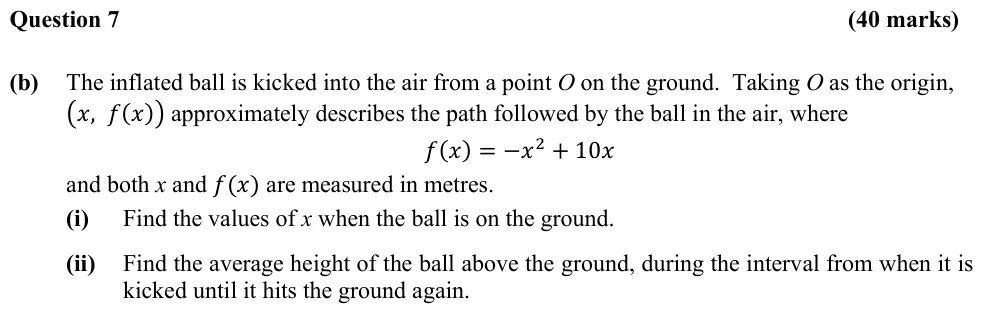 Question 7 (40 marks)
(b) The inflated ball is kicked into the air from a point O on the ground. Taking O as the origin,
(x, f(x)) approximately describes the path followed by the ball in the air, where
f(x) = −x² + 10x
and both x and f(x) are measured in metres.
(i) Find the values of x when the ball is on the ground.
(ii) Find the average height of the ball above the ground, during the interval from when it is
kicked until it hits the ground again.